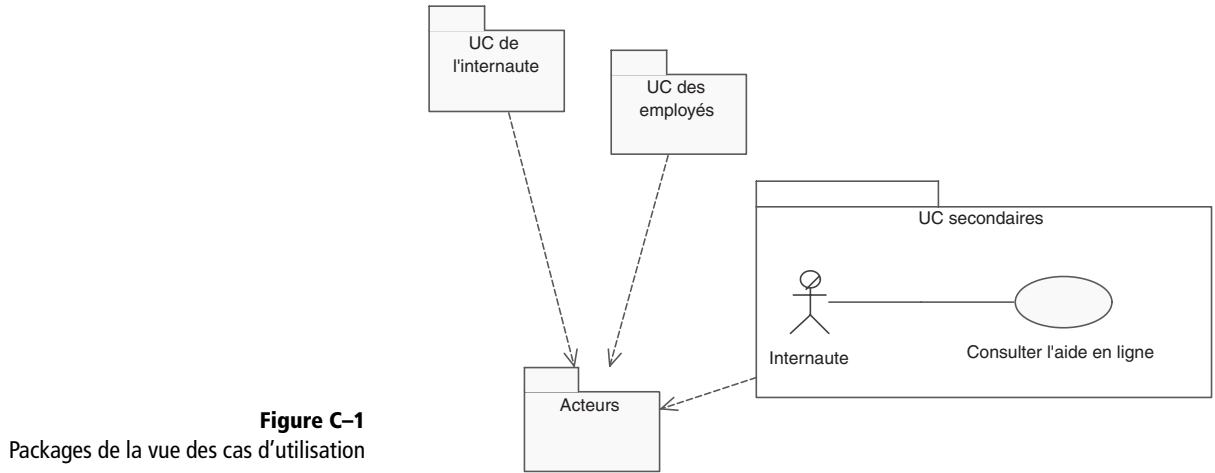 UC de
l'internaute
UC des
employés
UC secondaires
Internaute
Consulter l'aide en ligne
Acteurs
Figure C–1
Packages de la vue des cas d’utilisation